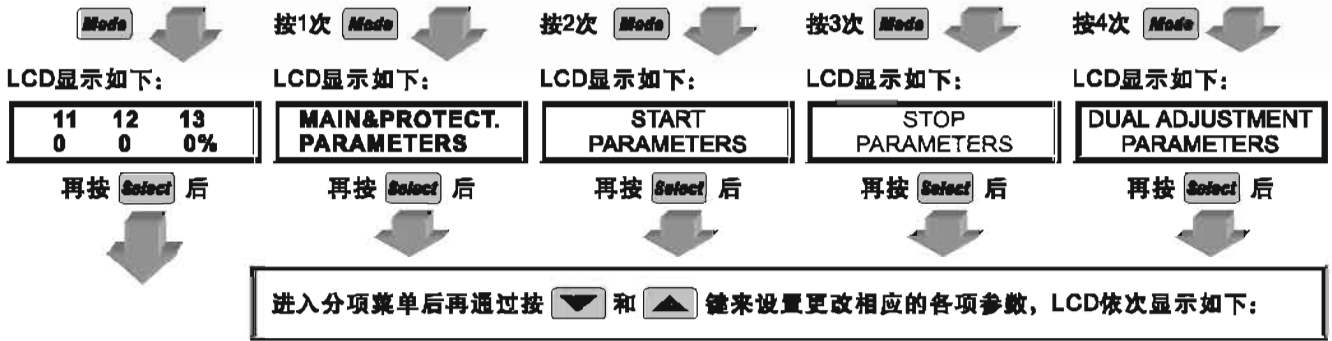 Mode 按1次 Mode 按2次 Mode 按3次 Mode 按4次 Mode
LCD显示如下: LCD显示如下: LCD显示如下: LCD显示如下: LCD显示如下:
11 12 13 MAIN&PROTECT. START STOP DUAL ADJUSTMENT
0 0 0% PARAMETERS PARAMETERS PARAMETERS PARAMETERS
再按 Select 后 再按 Select 后 再按 Select 后 再按 Select 后 再按 Select 后
进入分项菜单后再通过按 和 键来设置更改相应的各项参数, LCD依次显示如下: